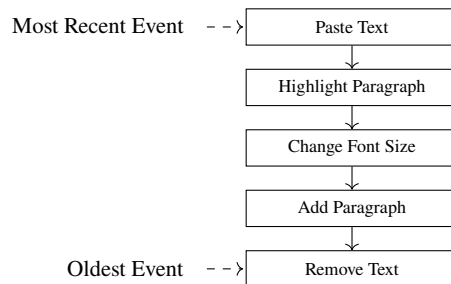 Most Recent Event
Paste Text
Highlight Paragraph
Change Font Size
Add Paragraph
Oldest Event
Remove Text